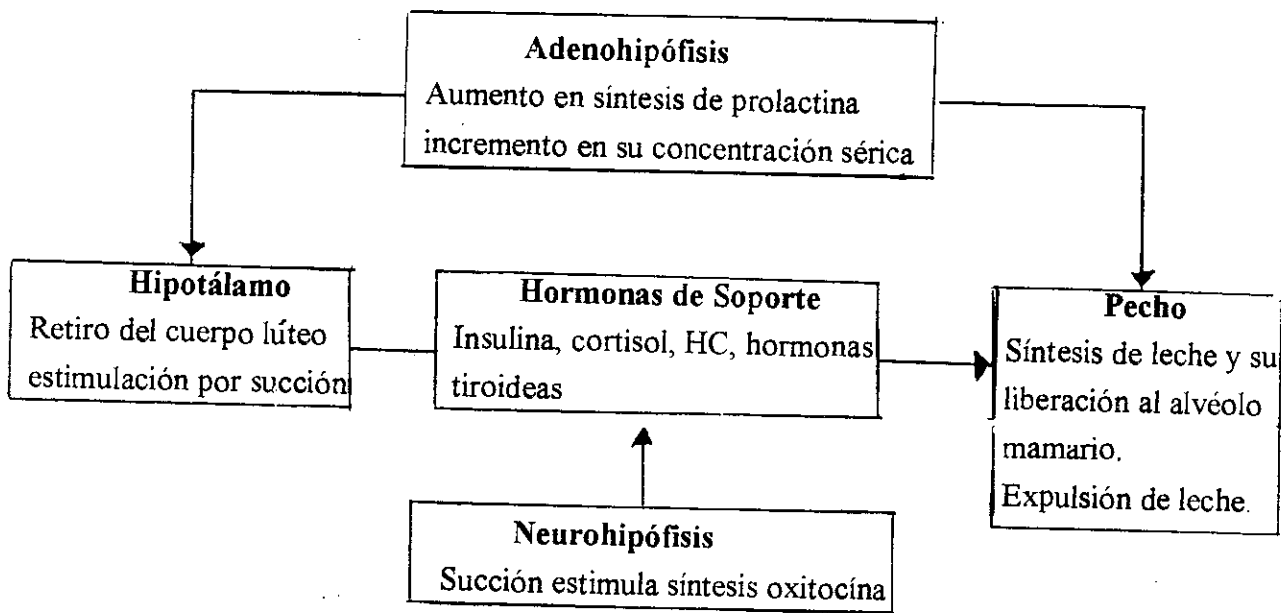 Adenohipófisis
Aumento en síntesis de prolactina
incremento en su concentración sérica
Hipotálamo
Retiro del cuerpo lúteo
estimulación por succión
Hormonas de Soporte
Insulina, cortisol, HC, hormonas
tiroideas
Pecho
Síntesis de leche y su
liberación al alvéolo
mamario.
Expulsión de leche.
Neurohipófisis
Succión estimula síntesis oxitocína